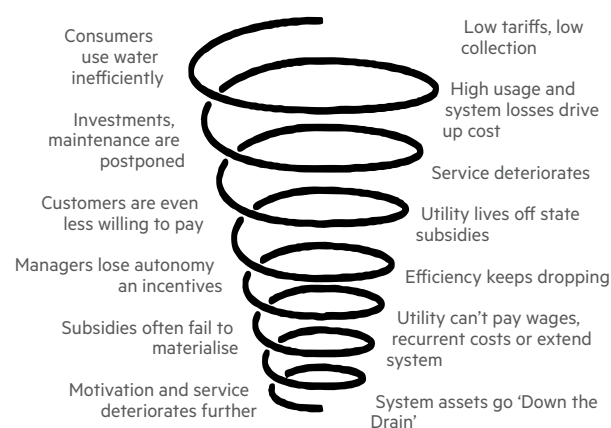 Low tariffs, low
collection
Consumers
use water
inefficiently
High usage and
system losses drive
up cost
Investments,
maintenance are
postponed
Service deteriorates
Customers are even
less willing to pay
Utility lives off state
subsidies
Managers lose autonomy
an incentives
Efficiency keeps dropping
Subsidies often fail to
materialise
Utility can't pay wages,
recurrent costs or extend
system
Motivation and service
deteriorates further
System assets go ‘Down the
Drain’